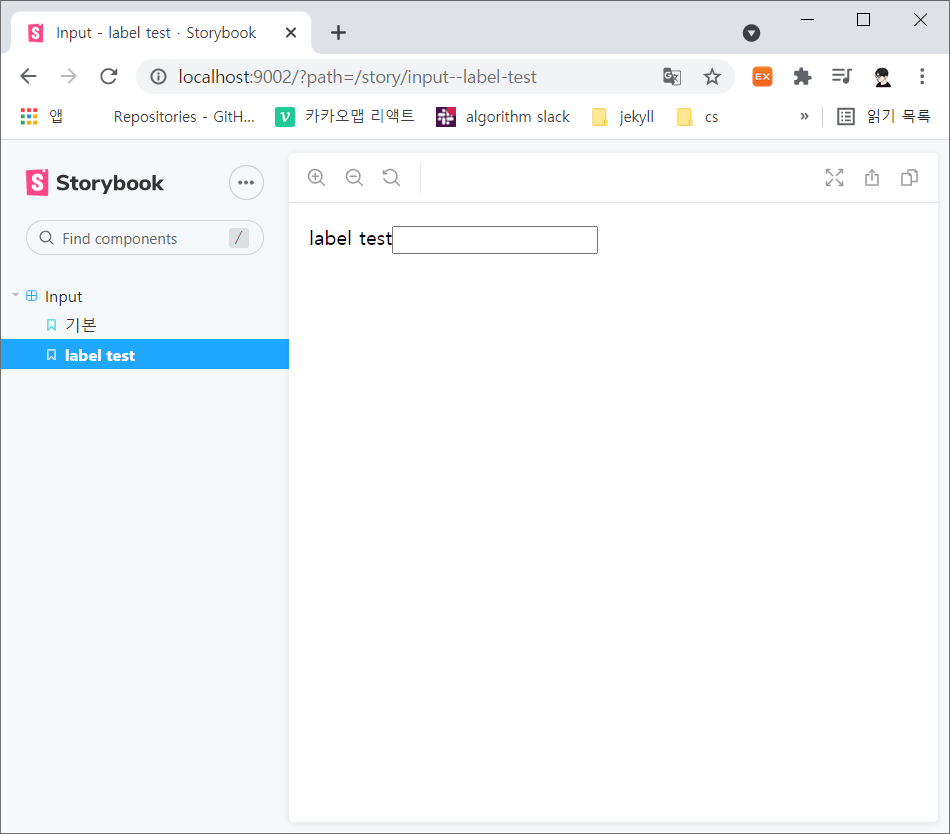 Input - label test · Storybook
localhost:9002/?path=/story/input--label-test
EX
앱 Repositories - GitH... 카카오맵 리액트 algorithm slack jekyll cs » 읽기 목록
Storybook
Find components /
Input
기본
label test
label test